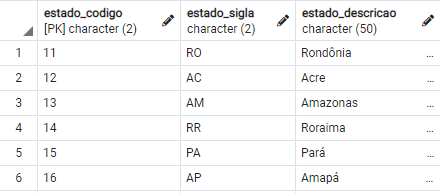 estado_codigo estado_sigla estado_descricao
[PK] character (2) character (2) character (50)
1 11 RO Rondônia ...
2 12 AC Acre ...
3 13 AM Amazonas ...
4 14 RR Roraima ...
5 15 PA Pará ...
6 16 AP Amapá ...